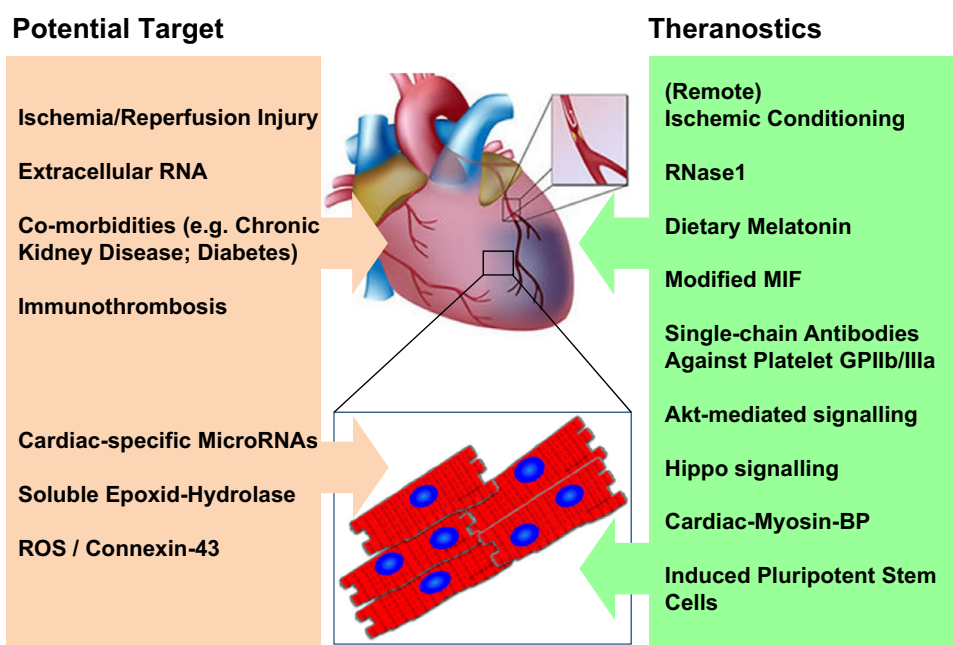 Potential Target
Ischemia/Reperfusion Injury
Extracellular RNA
Co-morbidities (e.g. Chronic
Kidney Disease; Diabetes)
Immunothrombosis
Cardiac-specific MicroRNAs
Soluble Epoxid-Hydrolase
ROS / Connexin-43
Theranostics
(Remote)
Ischemic Conditioning
RNase1
Dietary Melatonin
Modified MIF
Single-chain Antibodies
Against Platelet GPIIb/IIIa
Akt-mediated signalling
Hippo signalling
Cardiac-Myosin-BP
Induced Pluripotent Stem
Cells